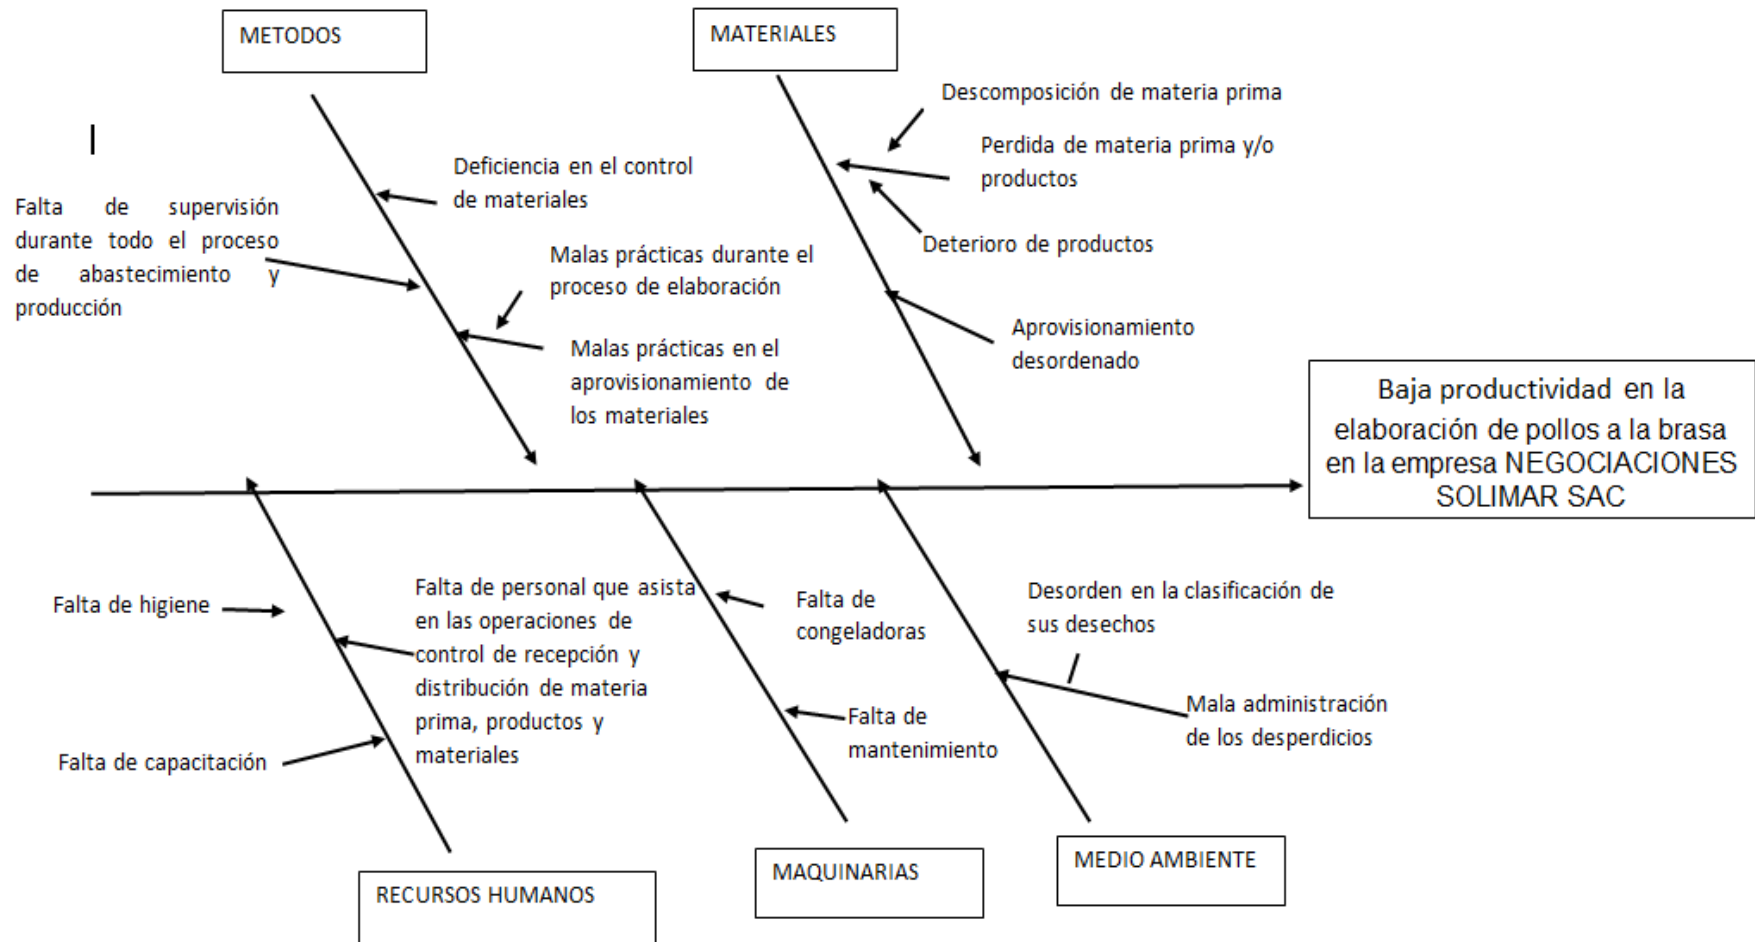 METODOS
MATERIALES
Descomposición de materia prima
Perdida de materia prima y/o
productos
Deterioro de productos
Aprovisionamiento
desordenado
Deficiencia en el control
de materiales
Falta de supervisión
durante todo el proceso
de abastecimiento y
producción
Malas prácticas durante el
proceso de elaboración
Malas prácticas en el
aprovisionamiento de
los materiales
Baja productividad en la
elaboración de pollos a la brasa
en la empresa NEGOCIACIONES
SOLIMAR SAC
Falta de higiene
Falta de personal que asista
en las operaciones de
control de recepción y
distribución de materia
prima, productos y
materiales
Falta de capacitación
Falta de
congeladoras
Falta de
mantenimiento
Desorden en la clasificación de
sus desechos
Mala administración
de los desperdicios
RECURSOS HUMANOS
MAQUINARIAS
MEDIO AMBIENTE